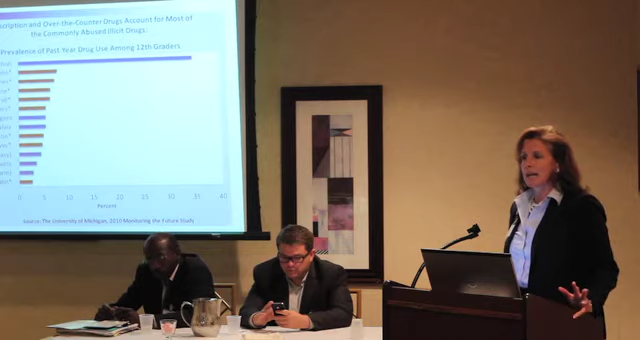 scription and Over-the-Counter Drugs Account for Most of
the Commonly Abused Illicit Drugs:
Prevalence of Past Year Drug Use Among 12th Graders
0 5 10 15 20 25 30 35 40
Percent
Source: The University of Michigan, 2010 Monitoring the Future Study